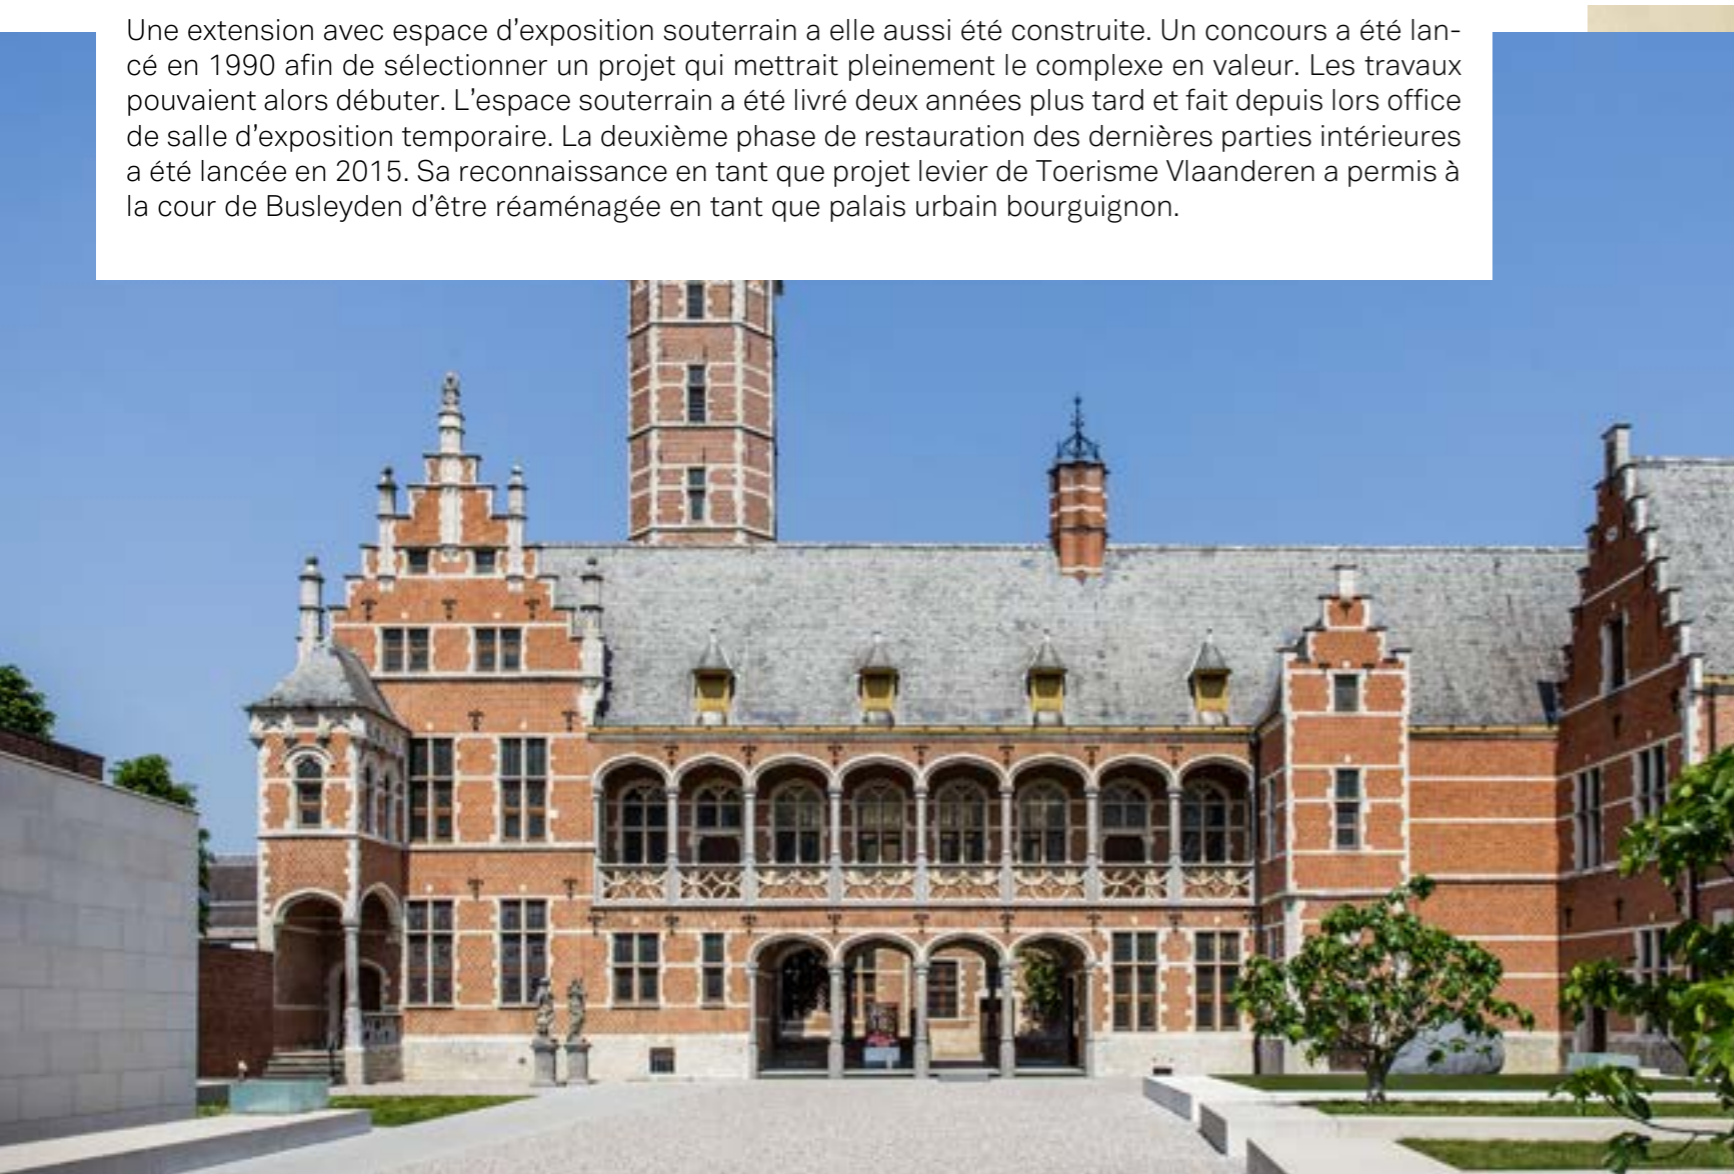 Une extension avec espace d’exposition souterrain a elle aussi été construite. Un concours a été lan-
cé en 1990 afin de sélectionner un projet qui mettrait pleinement le complexe en valeur. Les travaux
pouvaient alors débuter. L’espace souterrain a été livré deux années plus tard et fait depuis lors office
de salle d’exposition temporaire. La deuxième phase de restauration des dernières parties intérieures
a été lancée en 2015. Sa reconnaissance en tant que projet levier de Toerisme Vlaanderen a permis à
la cour de Busleyden d’être réaménagée en tant que palais urbain bourguignon.